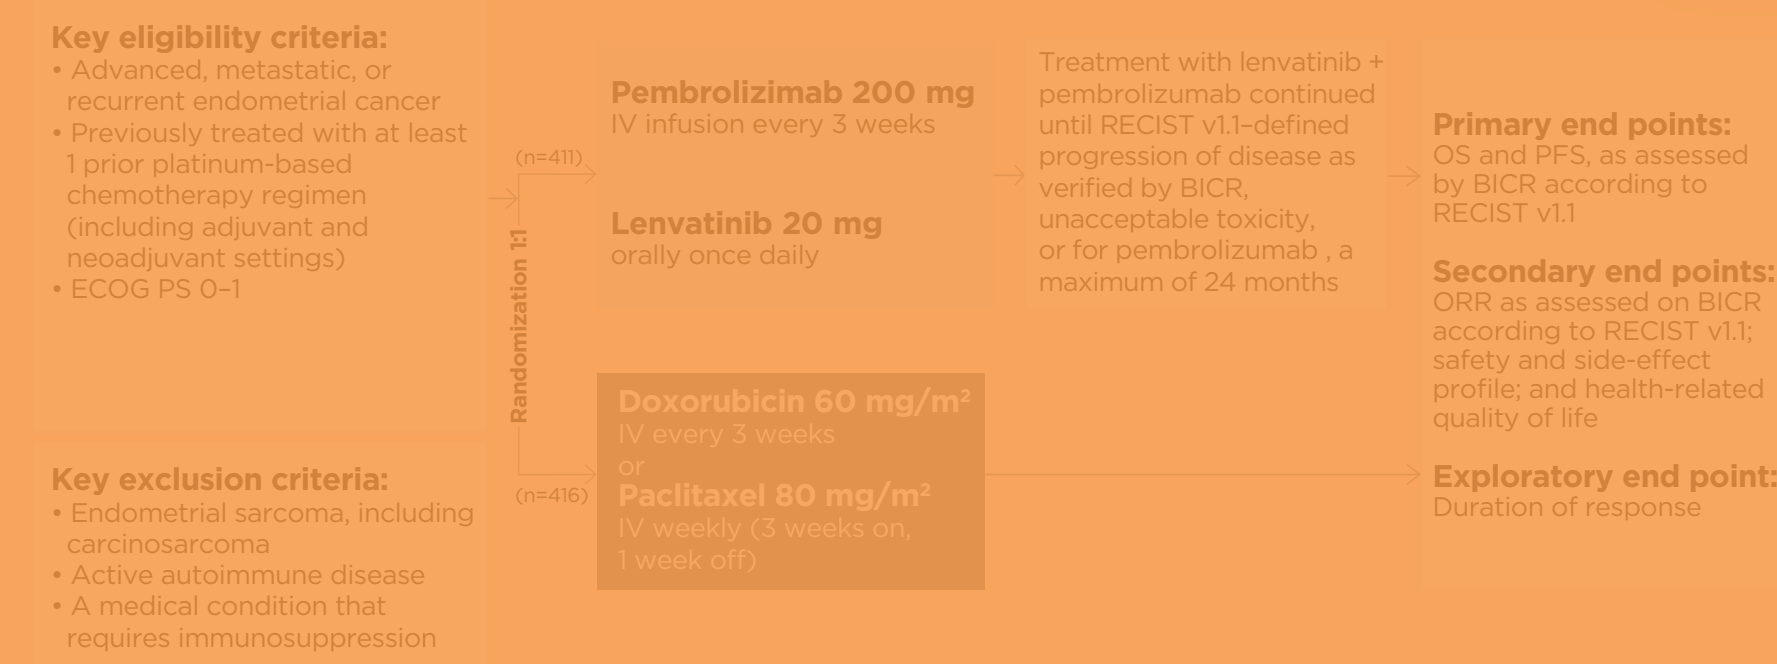 Key eligibility criteria:
• Advanced, metastatic, or
recurrent endometrial cancer
• Previously treated with at least
1 prior platinum-based
chemotherapy regimen
(including adjuvant and
neoadjuvant settings)
• ECOG PS 0–1
Key exclusion criteria:
• Endometrial sarcoma, including
carcinosarcoma
• Active autoimmune disease
• A medical condition that
requires immunosuppression
Randomization 1:1
(n=411)
Pembrolizimab 200 mg
IV infusion every 3 weeks
Lenvatinib 20 mg
orally once daily
(n=416)
Doxorubicin 60 mg/m²
IV every 3 weeks
or
Paclitaxel 80 mg/m²
IV weekly (3 weeks on,
1 week off)
Treatment with lenvatinib +
pembrolizumab continued
until RECIST v1.1–defined
progression of disease as
verified by BICR,
unacceptable toxicity,
or for pembrolizumab , a
maximum of 24 months
Primary end points:
OS and PFS, as assessed
by BICR according to
RECIST v1.1
Secondary end points:
ORR as assessed on BICR
according to RECIST v1.1;
safety and side-effect
profile; and health-related
quality of life
Exploratory end point:
Duration of response